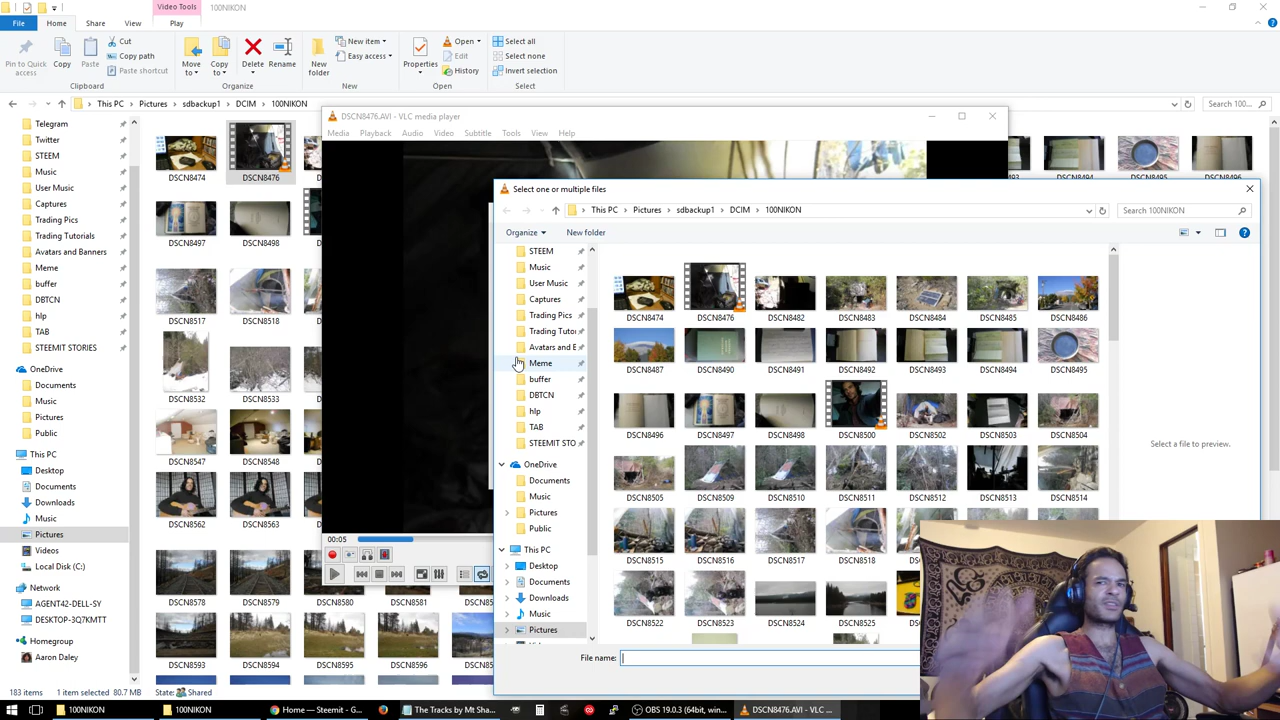 Video Tools
100NIKON
File
Home
Share
View
Play
Pin to Quick access
Copy
Paste
Cut
Copy path
Paste shortcut
Clipboard
Move to
Copy to
Delete
Rename
Organize
New folder
New item
Easy access
New
Properties
Open
Edit
History
Open
Select all
Select none
Invert selection
Select
This PC > Pictures > sdbackup1 > DCIM > 100NIKON
Search 100...
Telegram
Twitter
STEEM
Music
User Music
Captures
Trading Pics
Trading Tutorials
Avatars and Banners
Meme
buffer
DBTCN
hlp
TAB
STEEMIT STORIES
OneDrive
Documents
Music
Pictures
Public
This PC
Desktop
Documents
Downloads
Music
Pictures
Videos
Local Disk (C:)
Network
AGENT42-DELL-SY
DESKTOP-3Q7KMTT
Homegroup
Aaron Daley
DSCN8474
DSCN8476
DSCN8494
DSCN8495
DSCN8496
DSCN8497
DSCN8498
DSCN8517
DSCN8518
DSCN8532
DSCN8533
DSCN8547
DSCN8548
DSCN8562
DSCN8563
DSCN8578
DSCN8579
DSCN8580
DSCN8581
DSCN8593
DSCN8594
DSCN8595
DSCN8596
183 items
1 item selected 80.7 MB
State: Shared
DSCN8476.AVI - VLC media player
Media Playback Audio Video Subtitle Tools View Help
00:05
Select one or multiple files
This PC > Pictures > sdbackup1 > DCIM > 100NIKON
Search 100NIKON
Organize
New folder
STEEM
Music
User Music
Captures
Trading Pics
Trading Tuto
Avatars and E
Meme
buffer
DBTCN
hlp
TAB
STEEMIT STO
OneDrive
Documents
Music
Pictures
Public
This PC
Desktop
Documents
Downloads
Music
Pictures
DSCN8474 DSCN8476 DSCN8482 DSCN8483 DSCN8484 DSCN8485 DSCN8486
DSCN8487 DSCN8490 DSCN8491 DSCN8492 DSCN8493 DSCN8494 DSCN8495
DSCN8496 DSCN8497 DSCN8498 DSCN8500 DSCN8502 DSCN8503 DSCN8504
DSCN8505 DSCN8509 DSCN8510 DSCN8511 DSCN8512 DSCN8513 DSCN8514
DSCN8515 DSCN8516 DSCN8517 DSCN8518
DSCN8522 DSCN8523 DSCN8524 DSCN8525
Select a file to preview.
File name:
100NIKON
100NIKON
Home — Steemit - G...
The Tracks by Mt Sha...
OBS 19.0.3 (64bit, win...
DSCN8476.AVI - VLC ...